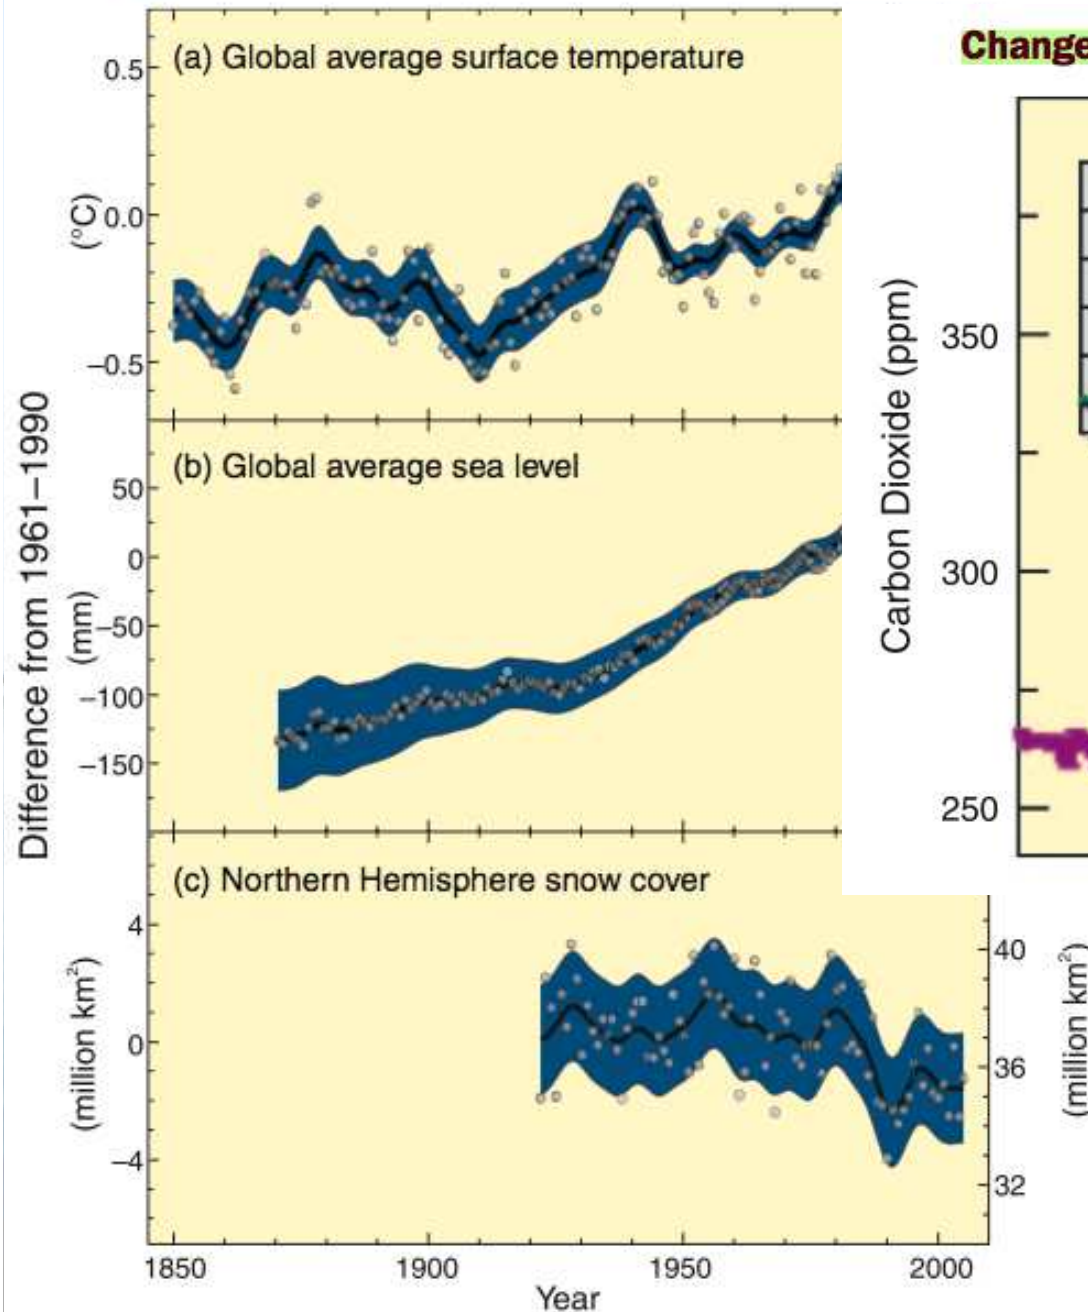 (a) Global average surface temperature
0.5
0.0
−0.5
(°C)
Difference from 1961–1990
(b) Global average sea level
50
0
−50
−100
−150
(mm)
(c) Northern Hemisphere snow cover
4
0
−4
(million km²)
40
36
32
(million km²)
1850
1900
1950
2000
Year
Change
Carbon Dioxide (ppm)
350
300
250